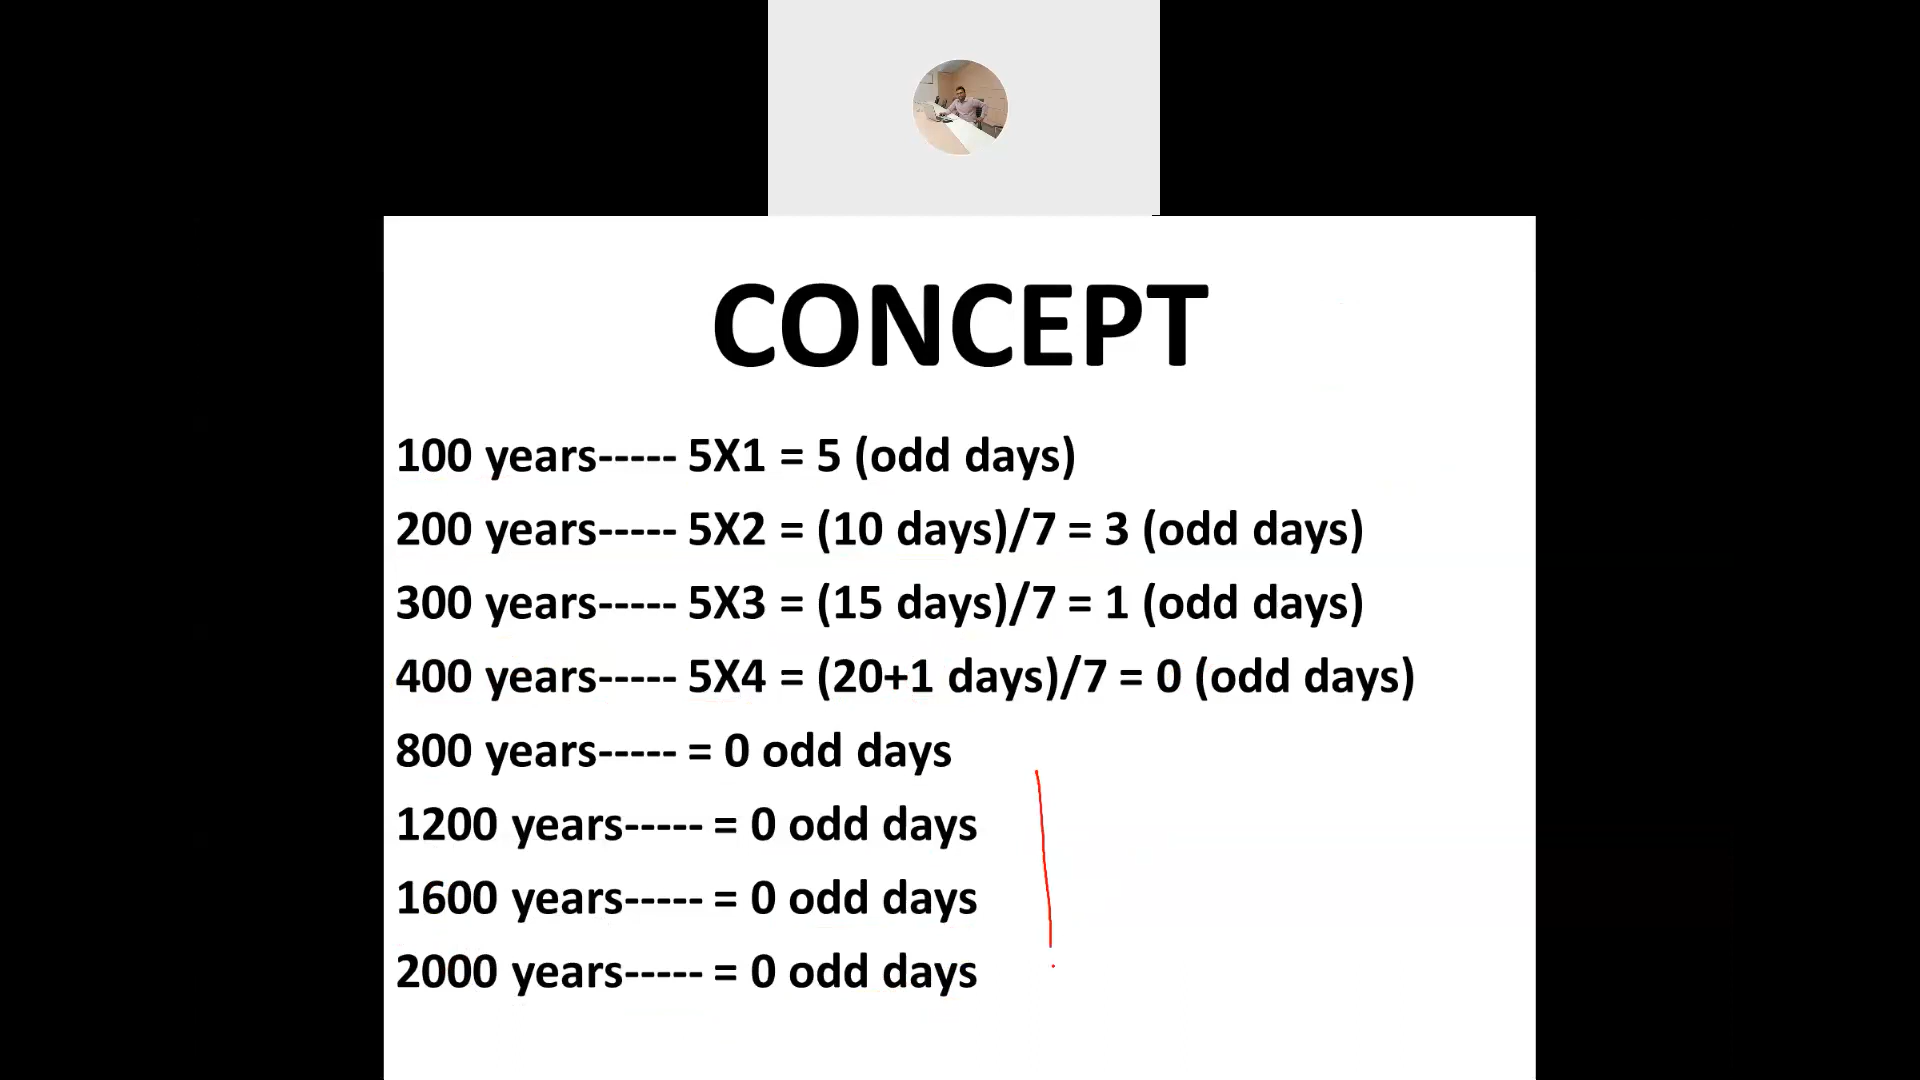 CONCEPT
100 years----- 5X1 = 5 (odd days)
200 years----- 5X2 = (10 days)/7 = 3 (odd days)
300 years----- 5X3 = (15 days)/7 = 1 (odd days)
400 years----- 5X4 = (20+1 days)/7 = 0 (odd days)
800 years----- = 0 odd days
1200 years----- = 0 odd days
1600 years----- = 0 odd days
2000 years----- = 0 odd days